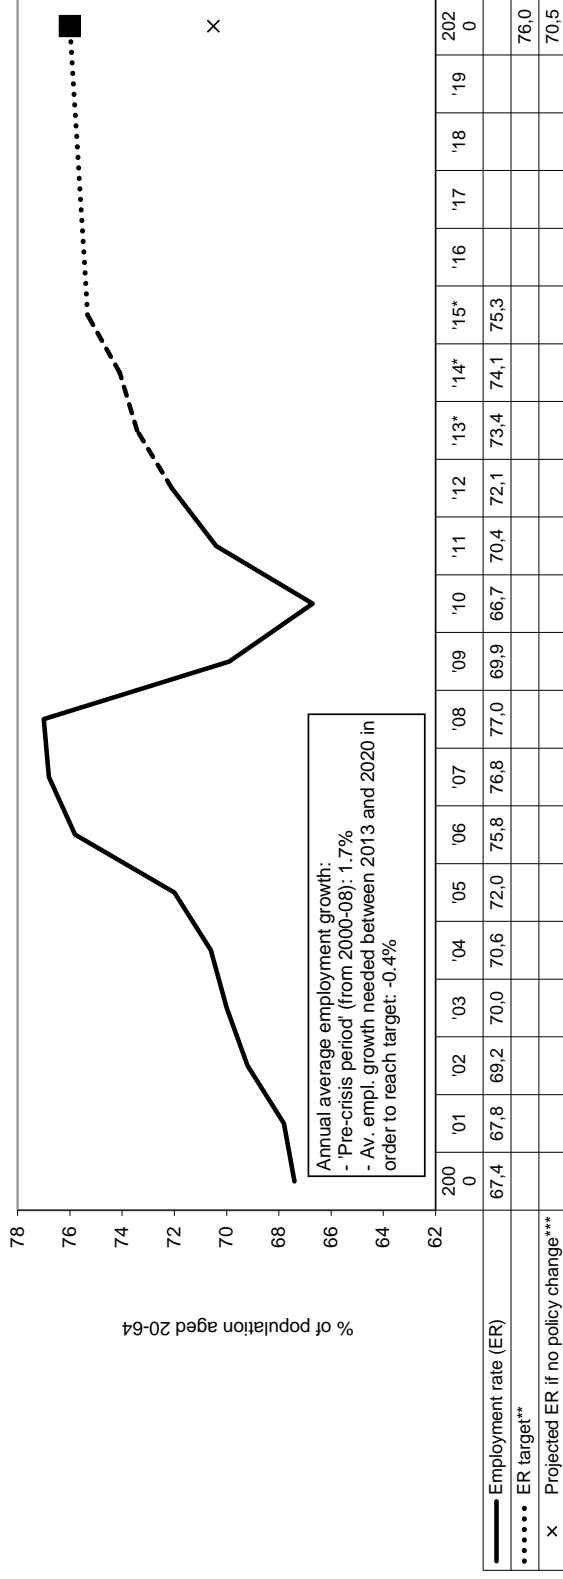 % of population aged 20-64
78
76
74
72
70
68
66
64
62
Annual average employment growth:
- 'Pre-crisis period' (from 2000-08): 1.7%
- Av. empl. growth needed between 2013 and 2020 in
order to reach target: -0.4%
200
0 '01 '02 '03 '04 '05 '06 '07 '08 '09 '10 '11 '12 '13* '14* '15* '16 '17 '18 '19 202
0
Employment rate (ER) 67,4 67,8 69,2 70,0 70,6 72,0 75,8 76,8 77,0 69,9 66,7 70,4 72,1 73,4 74,1 75,3
ER target** 76,0
Projected ER if no policy change*** 70,5